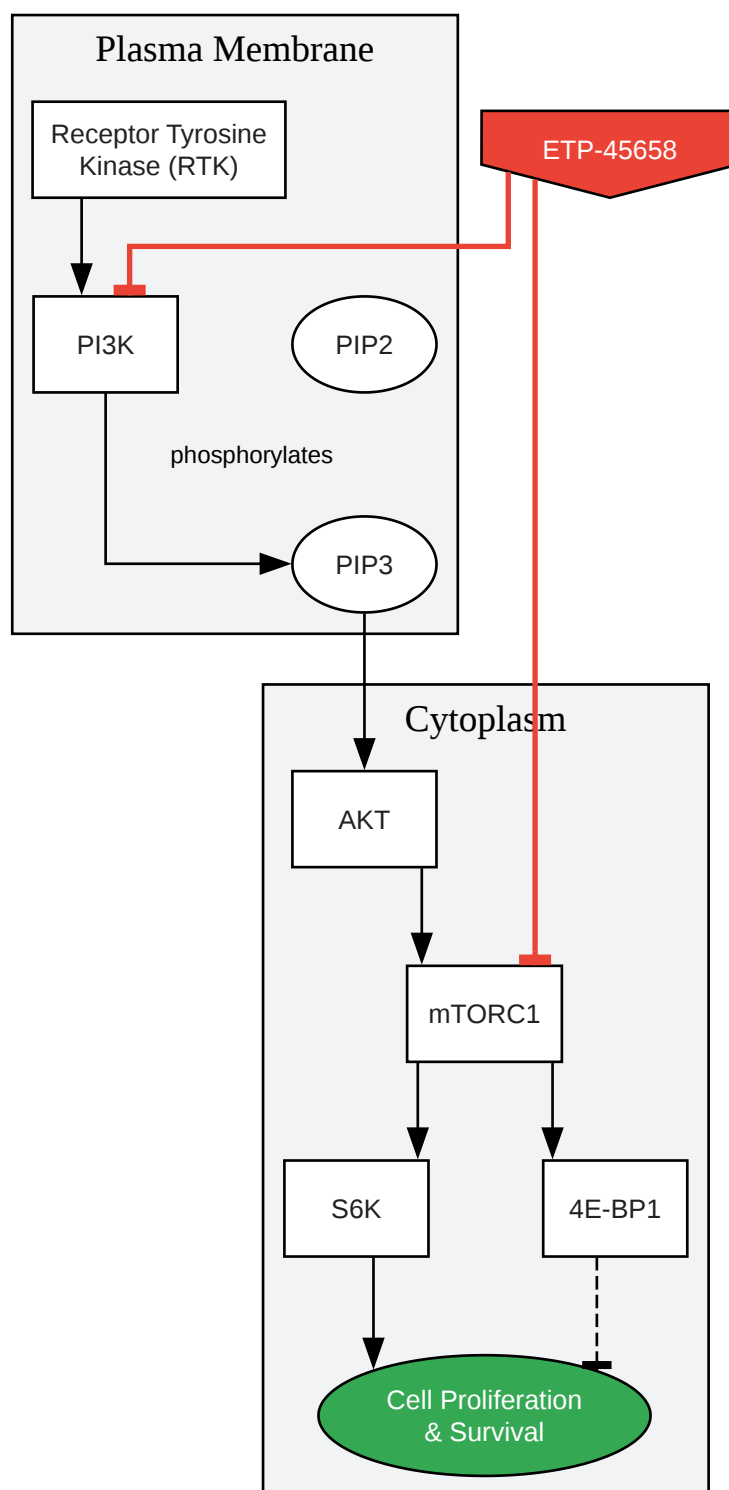 Plasma Membrane
Receptor Tyrosine
Kinase (RTK)
ETP-45658
PI3K
PIP2
phosphorylates
PIP3
Cytoplasm
AKT
mTORC1
S6K
4E-BP1
Cell Proliferation
& Survival